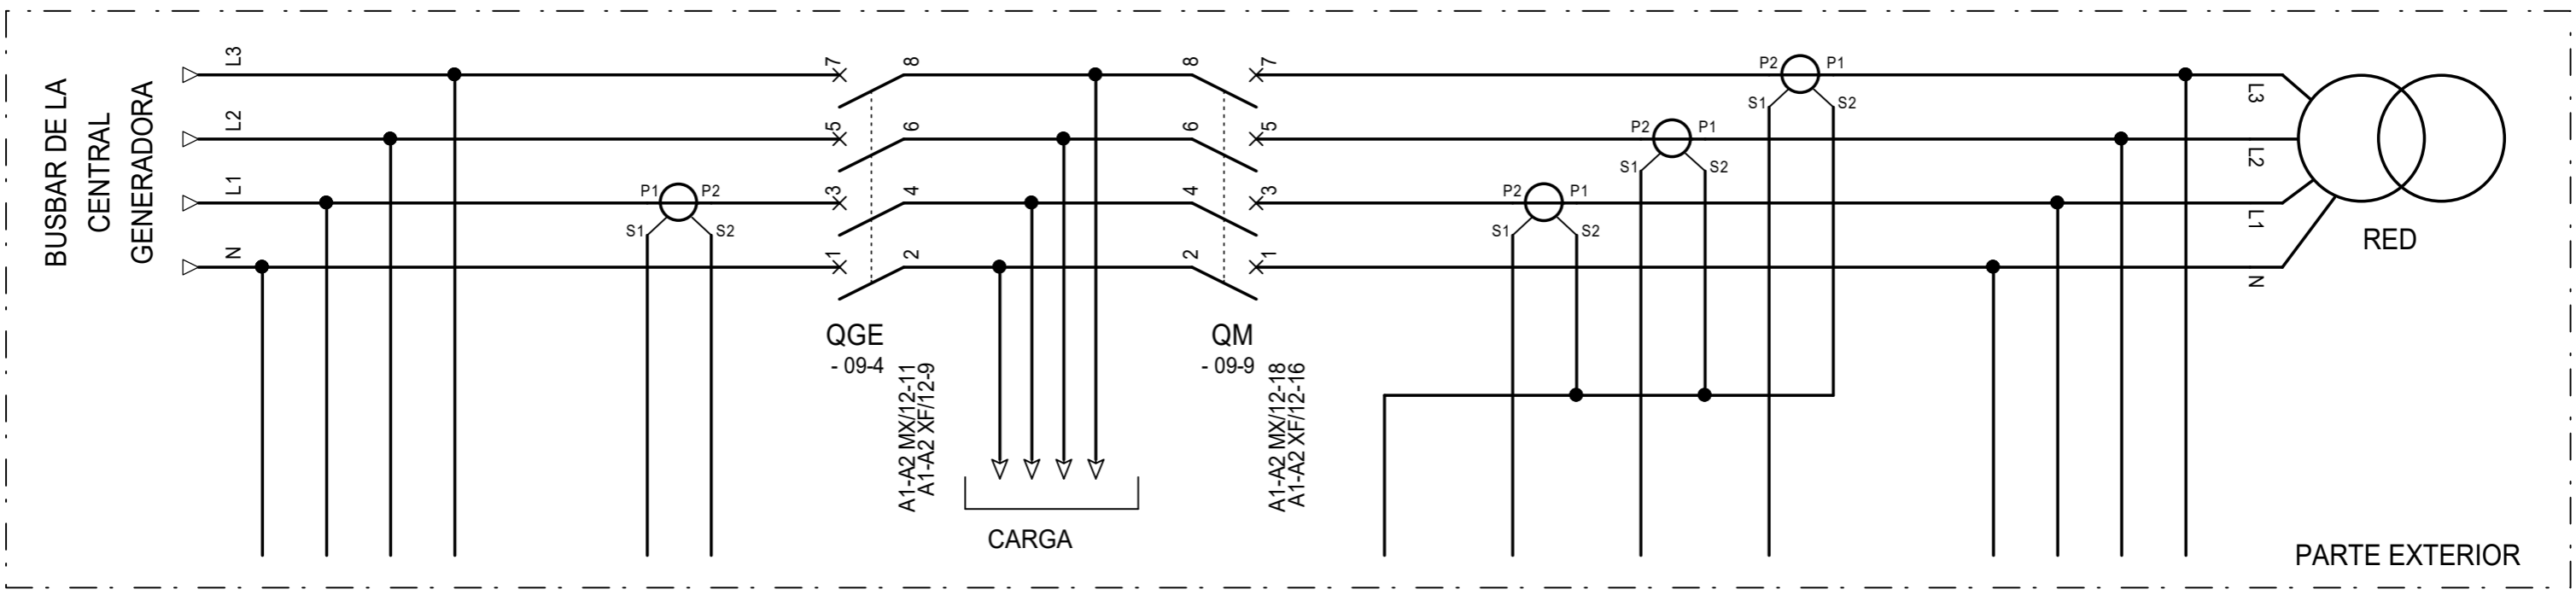 BUSBAR DE LA
CENTRAL
GENERADORA
L3
L2
L1
N
P1 P2
S1 S2
7 8
5 6
3 4
1 2
QGE
- 09-4
A1-A2 MX/12-11
A1-A2 XF/12-9
CARGA
8 7
6 5
4 3
2 1
QM
- 09-9
A1-A2 MX/12-18
A1-A2 XF/12-16
P2 P1
S1 S2
P2 P1
S1 S2
P2 P1
S1 S2
L3
L2
L1
N
RED
PARTE EXTERIOR